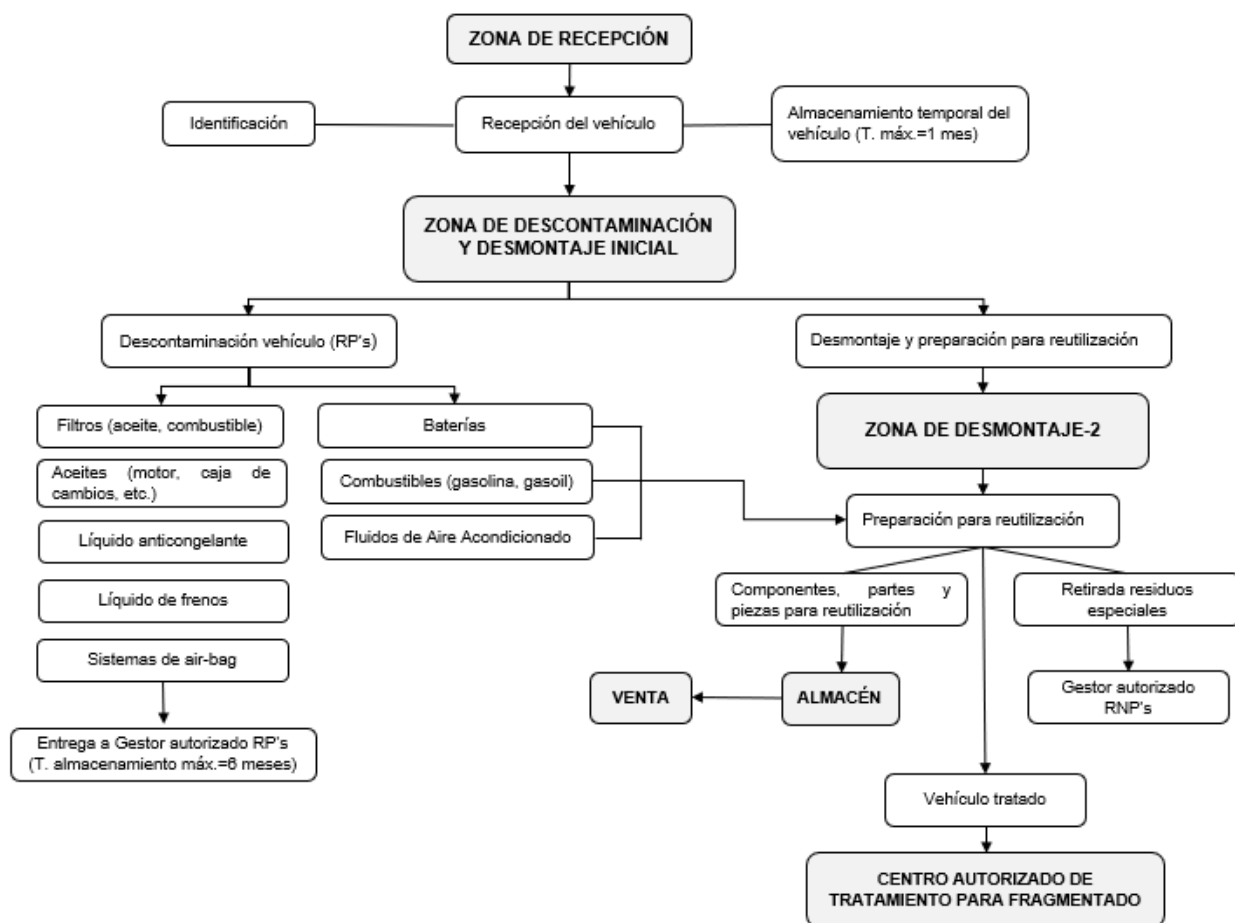 ZONA DE RECEPCIÓN
Identificación
Recepción del vehículo
Almacenamiento temporal del
vehículo (T. máx.=1 mes)
ZONA DE DESCONTAMINACIÓN
Y DESMONTAJE INICIAL
Descontaminación vehículo (RP's)
Desmontaje y preparación para reutilización
Filtros (aceite, combustible)
Baterías
ZONA DE DESMONTAJE-2
Aceites (motor, caja de
cambios, etc.)
Combustibles (gasolina, gasoil)
Líquido anticongelante
Fluidos de Aire Acondicionado
Preparación para reutilización
Líquido de frenos
Componentes, partes y
piezas para reutilización
Retirada residuos
especiales
Sistemas de air-bag
VENTA
ALMACÉN
Gestor autorizado
RNP's
Entrega a Gestor autorizado RP's
(T. almacenamiento máx.=6 meses)
Vehículo tratado
CENTRO AUTORIZADO DE
TRATAMIENTO PARA FRAGMENTADO